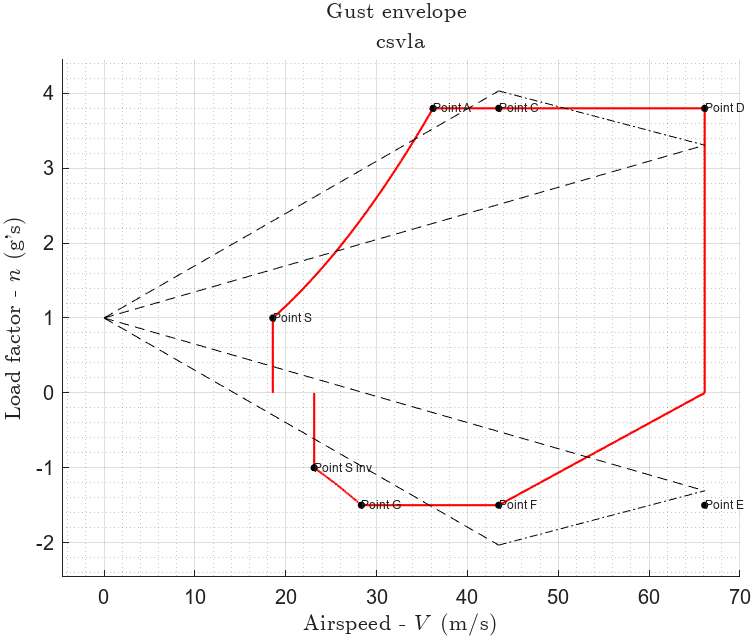 Gust envelope
csvla
Load factor - n (g's)
4
3
2
1
0
-1
-2
Point A
Point C
Point D
Point S
Point S inv
Point G
Point F
Point E
0 10 20 30 40 50 60 70
Airspeed - V (m/s)